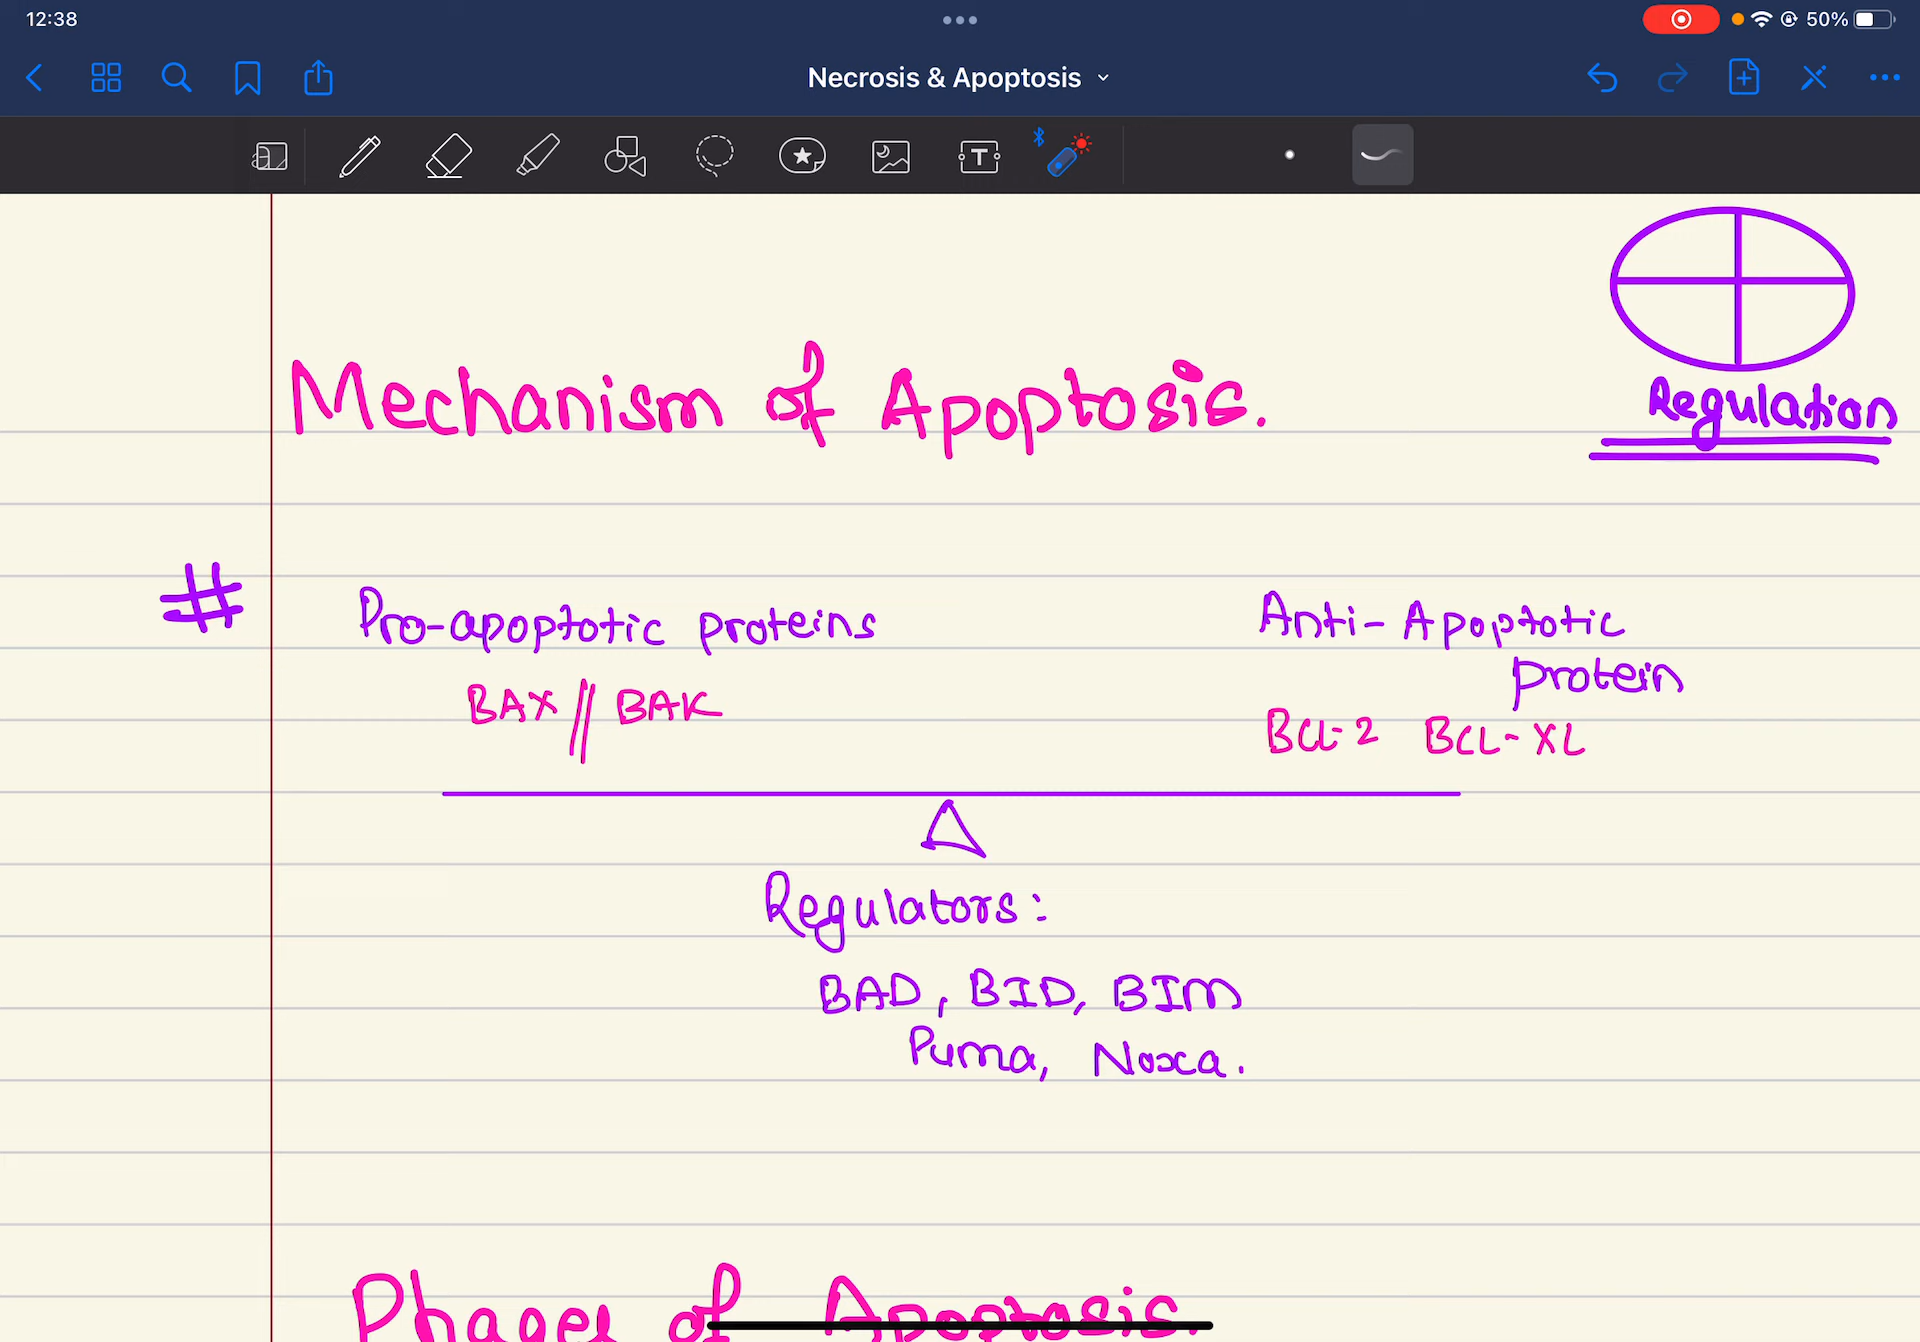 12:38
50%
Necrosis & Apoptosis
Mechanism of Apoptosis.
Regulation
#
Pro-apoptotic proteins
Anti-Apoptotic
protein
BAX // BAK
BCL-2 BCL-XL
Regulators:
BAD, BID, BIM
Puma, Noxa.
Phases of Apoptosis.